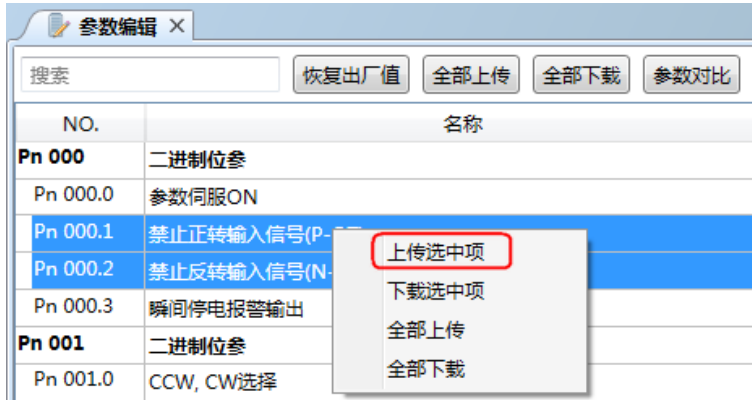 参数编辑
搜索 恢复出厂值 全部上传 全部下载 参数对比
NO. 名称
Pn 000 二进制位参
Pn 000.0 参数伺服ON
Pn 000.1 禁止正转输入信号(P-
Pn 000.2 禁止反转输入信号(N-
Pn 000.3 瞬间停电报警输出
Pn 001 二进制位参
Pn 001.0 CCW, CW选择
上传选中项
下载选中项
全部上传
全部下载